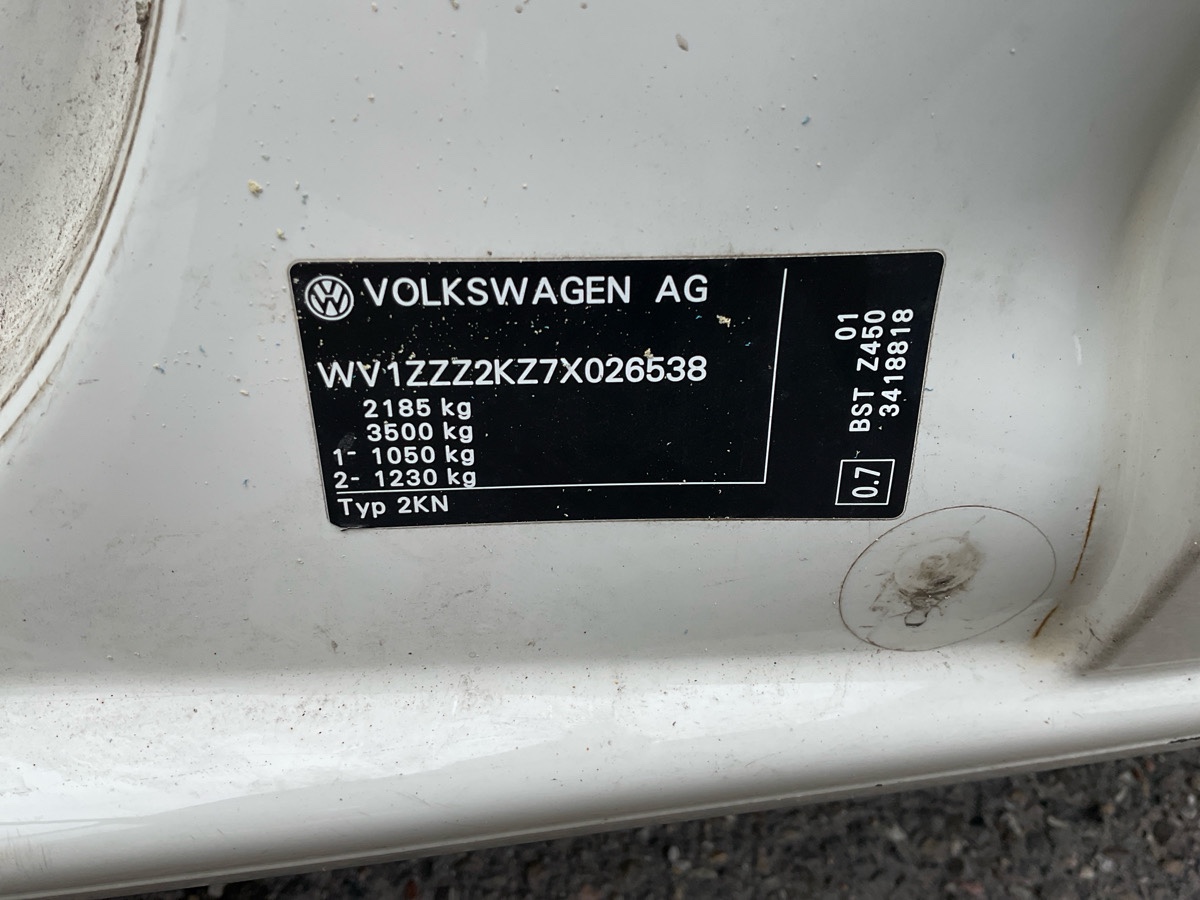 VOLKSWAGEN AG
WV1ZZZ2KZ7X026538
2185 kg
3500 kg
1- 1050 kg
2- 1230 kg
Typ 2KN
01
BST Z450
3418818
0.7